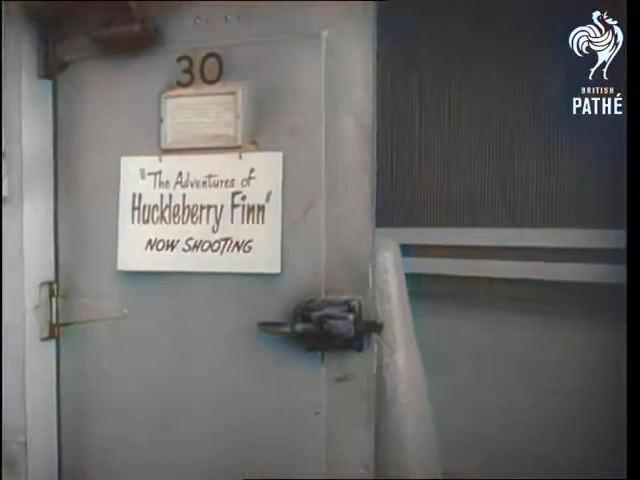 BRITISH
PATHÉ
30
"The Adventures of
Huckleberry Finn"
NOW SHOOTING